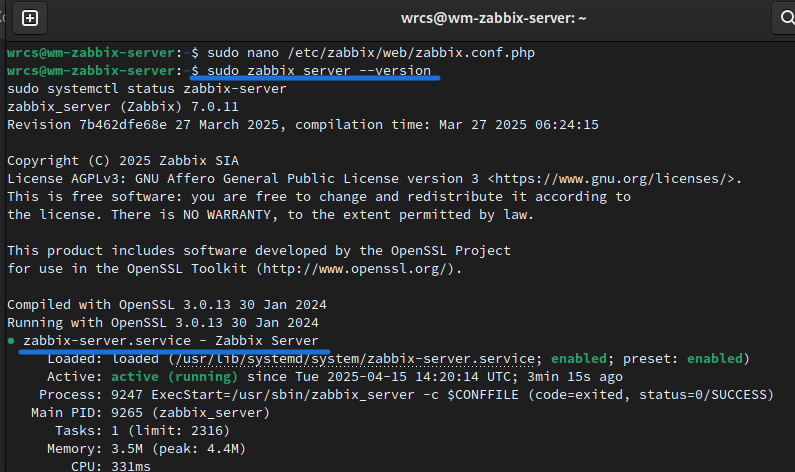 wrcs@wm-zabbix-server: ~
wrcs@wm-zabbix-server:~$ sudo nano /etc/zabbix/web/zabbix.conf.php
wrcs@wm-zabbix-server:~$ sudo zabbix_server --version
sudo systemctl status zabbix-server
zabbix_server (Zabbix) 7.0.11
Revision 7b462dfe68e 27 March 2025, compilation time: Mar 27 2025 06:24:15
Copyright (C) 2025 Zabbix SIA
License AGPLv3: GNU Affero General Public License version 3 <https://www.gnu.org/licenses/>.
This is free software: you are free to change and redistribute it according to
the license. There is NO WARRANTY, to the extent permitted by law.
This product includes software developed by the OpenSSL Project
for use in the OpenSSL Toolkit (http://www.openssl.org/).
Compiled with OpenSSL 3.0.13 30 Jan 2024
Running with OpenSSL 3.0.13 30 Jan 2024
● zabbix-server.service - Zabbix Server
Loaded: loaded (/usr/lib/systemd/system/zabbix-server.service; enabled; preset: enabled)
Active: active (running) since Tue 2025-04-15 14:20:14 UTC; 3min 15s ago
Process: 9247 ExecStart=/usr/sbin/zabbix_server -c $CONFFILE (code=exited, status=0/SUCCESS)
Main PID: 9265 (zabbix_server)
Tasks: 1 (limit: 2316)
Memory: 3.5M (peak: 4.4M)
CPU: 331ms